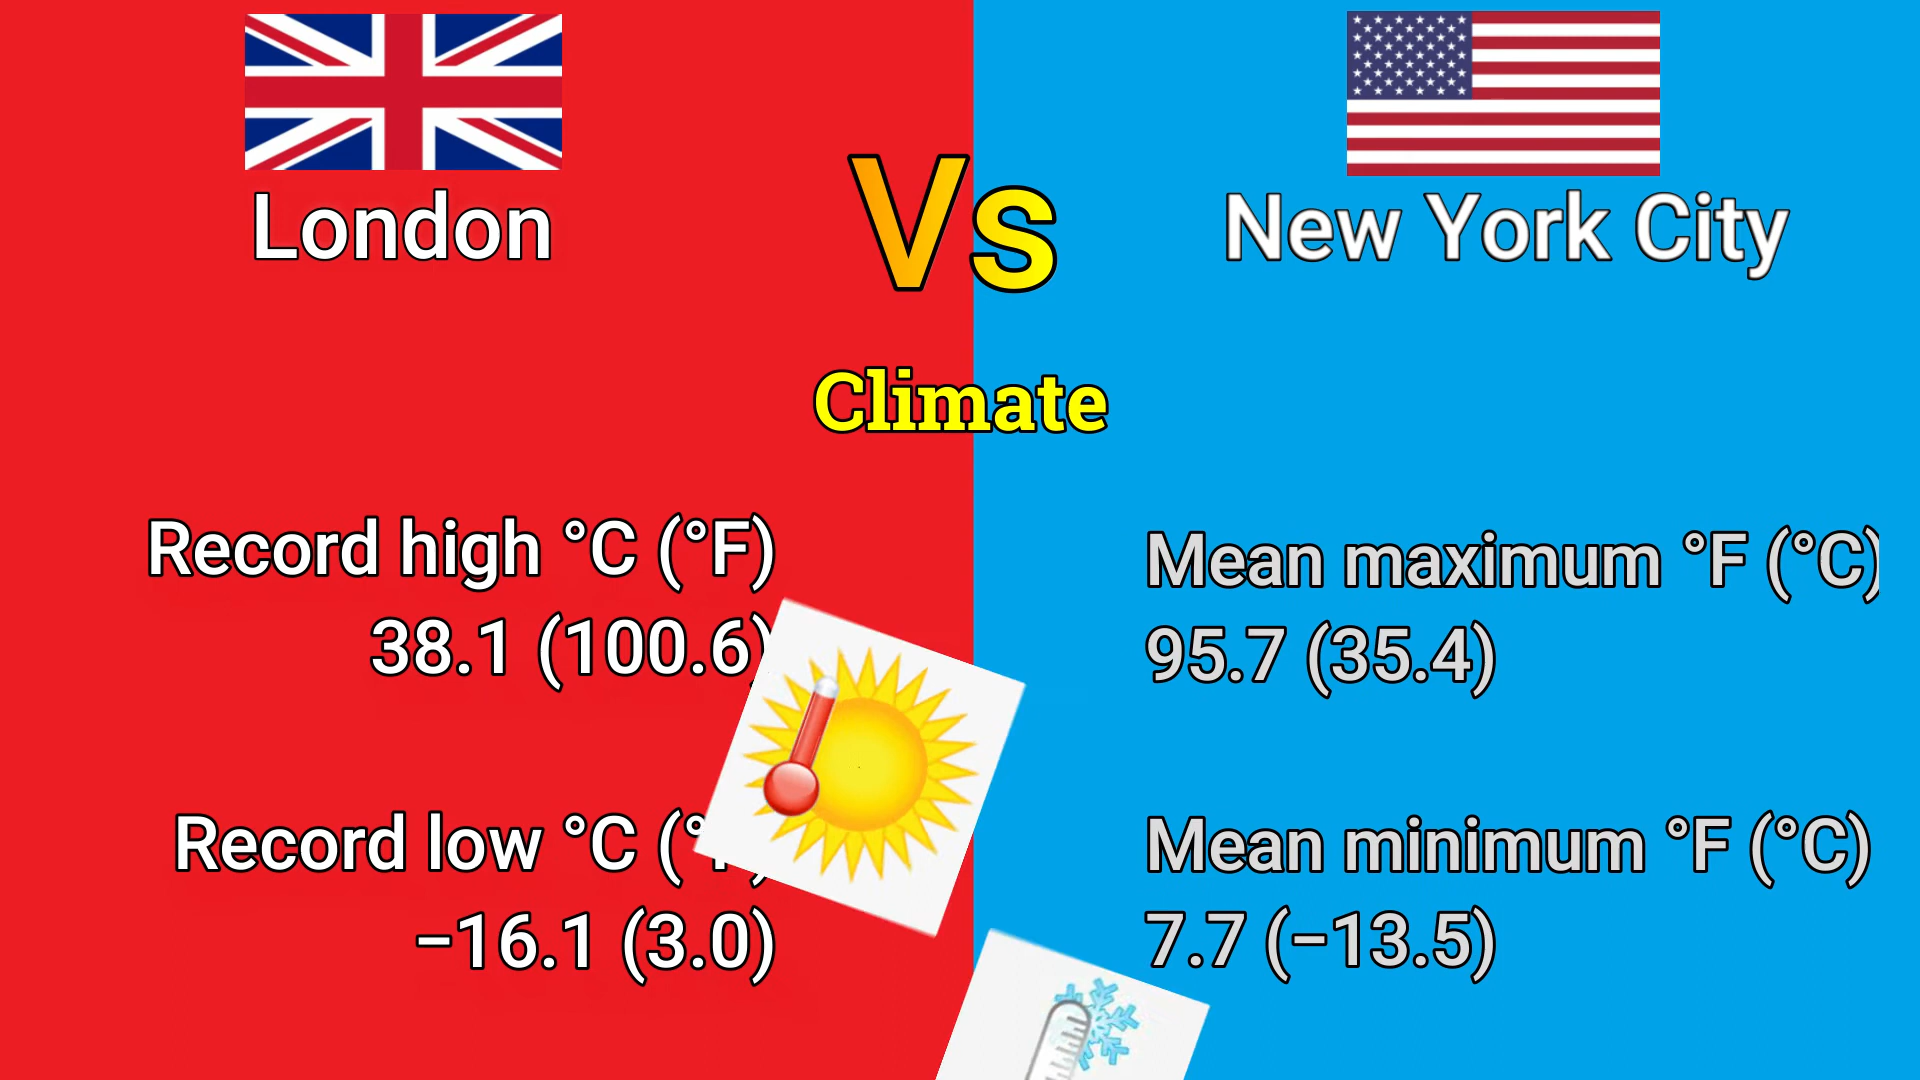 London
Vs
New York City
Climate
Record high °C (°F)
38.1 (100.6)
Record low °C (°F)
−16.1 (3.0)
Mean maximum °F (°C)
95.7 (35.4)
Mean minimum °F (°C)
7.7 (−13.5)